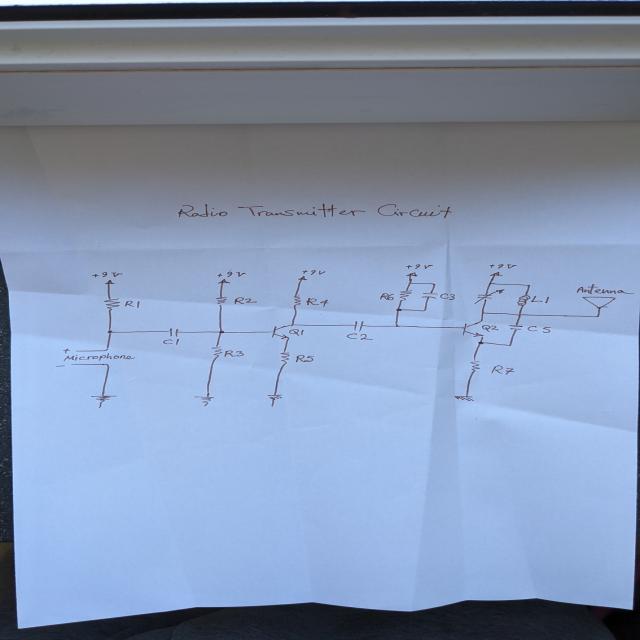 Radio Transmitter Circuit
+9V
+9V
+9V
+9V
+9V
R1
R2
R4
R6
C3
L1
Antenna
C1
Q1
C2
Q2
C5
+
Microphone
-
R3
R5
R7